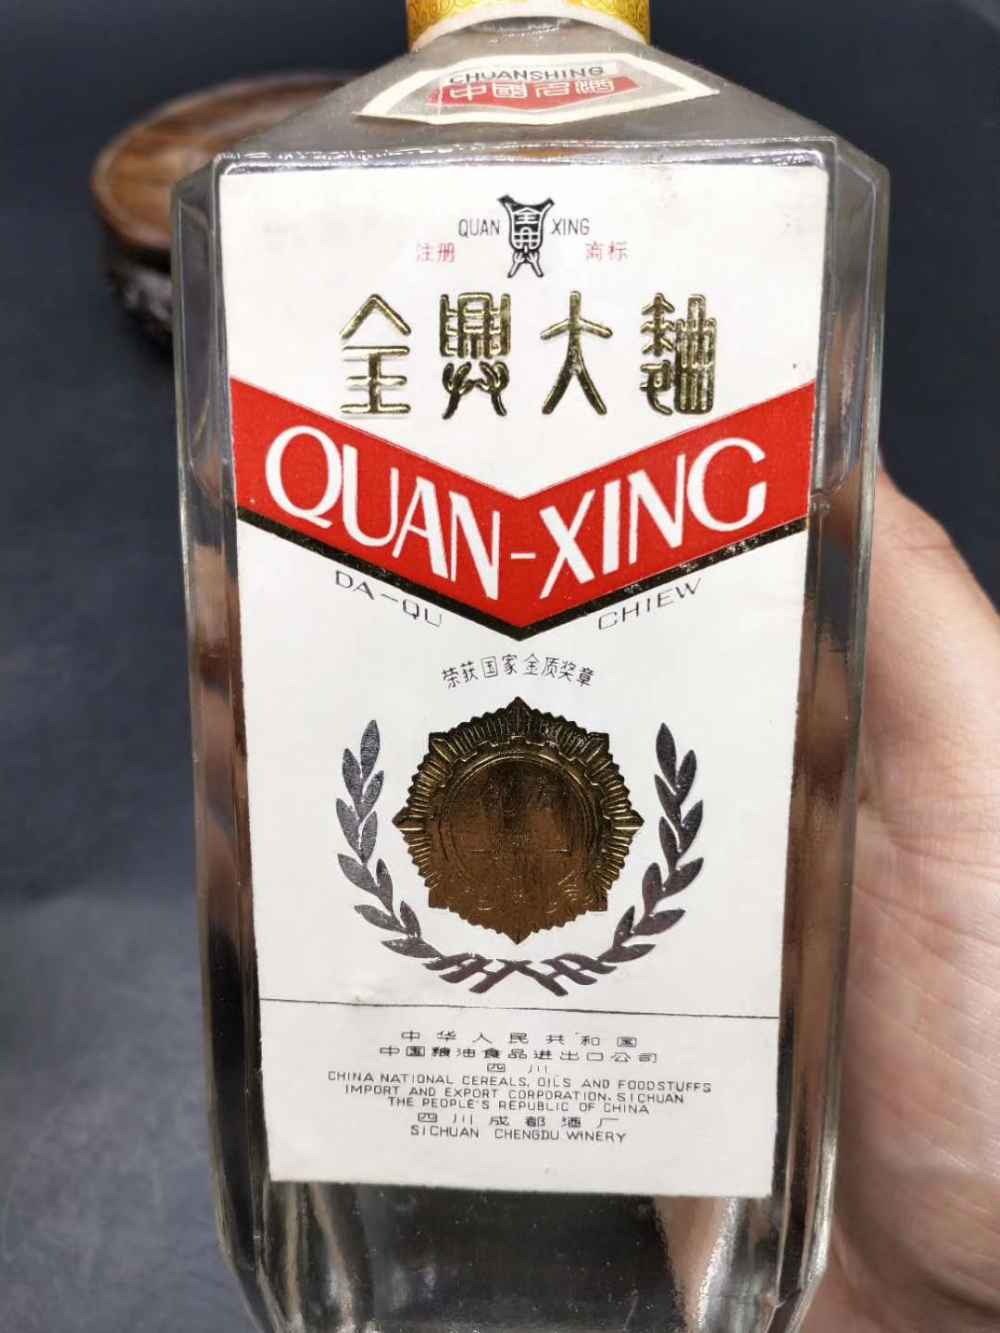 CHUANSHING
中國名酒
QUAN XING
全興
注册 商标
全興大麯
QUAN-XING
DA-QU CHIEW
荣获国家金质奖章
中华人民共和国
中国粮油食品进出口公司
四川
CHINA NATIONAL CEREALS, OILS AND FOODSTUFFS
IMPORT AND EXPORT CORPORATION. SICHUAN
THE PEOPLE'S REPUBLIC OF CHINA
四川成都酒厂
SICHUAN CHENGDU WINERY